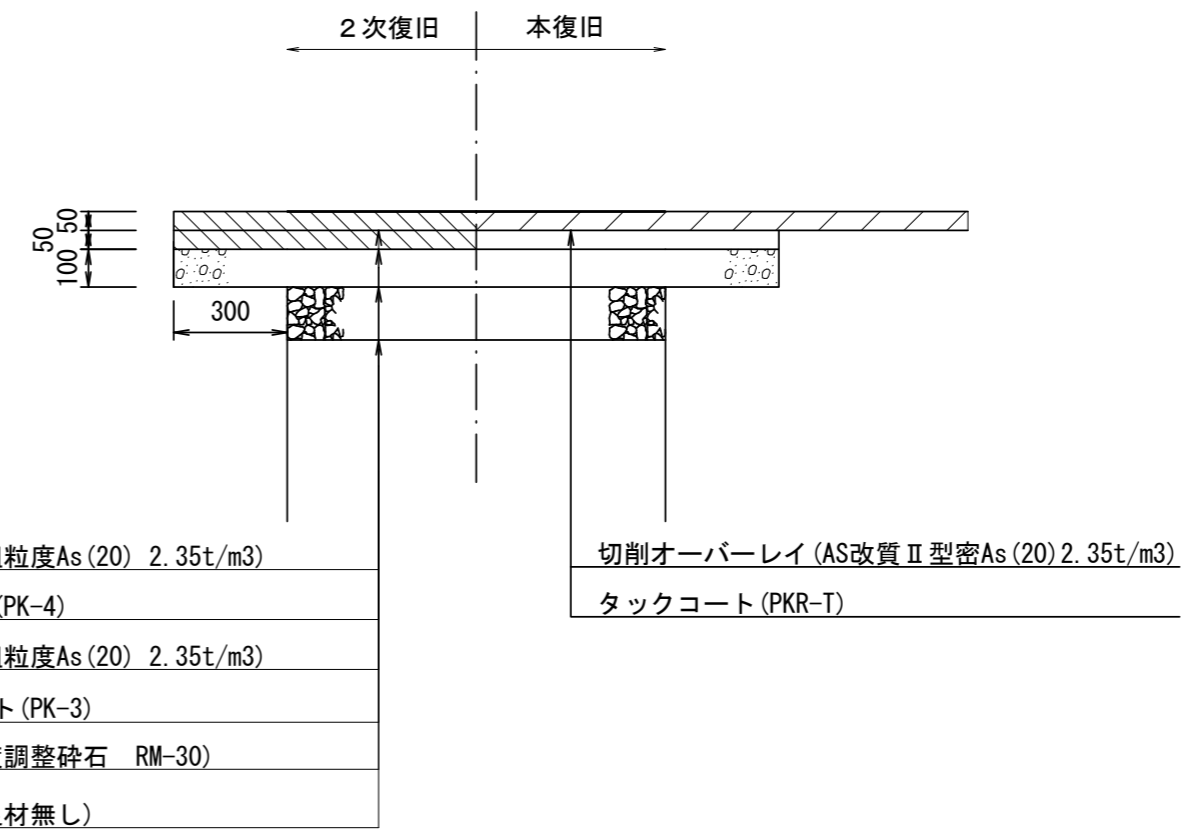 2次復旧 本復旧
50
50
100
300
粒度As(20) 2.35t/m3)
(PK-4)
粒度As(20) 2.35t/m3)
ト(PK-3)
調整砕石 RM-30)
材無し)
切削オーバーレイ(AS改質Ⅱ型密As(20)2.35t/m3)
タックコート(PKR-T)